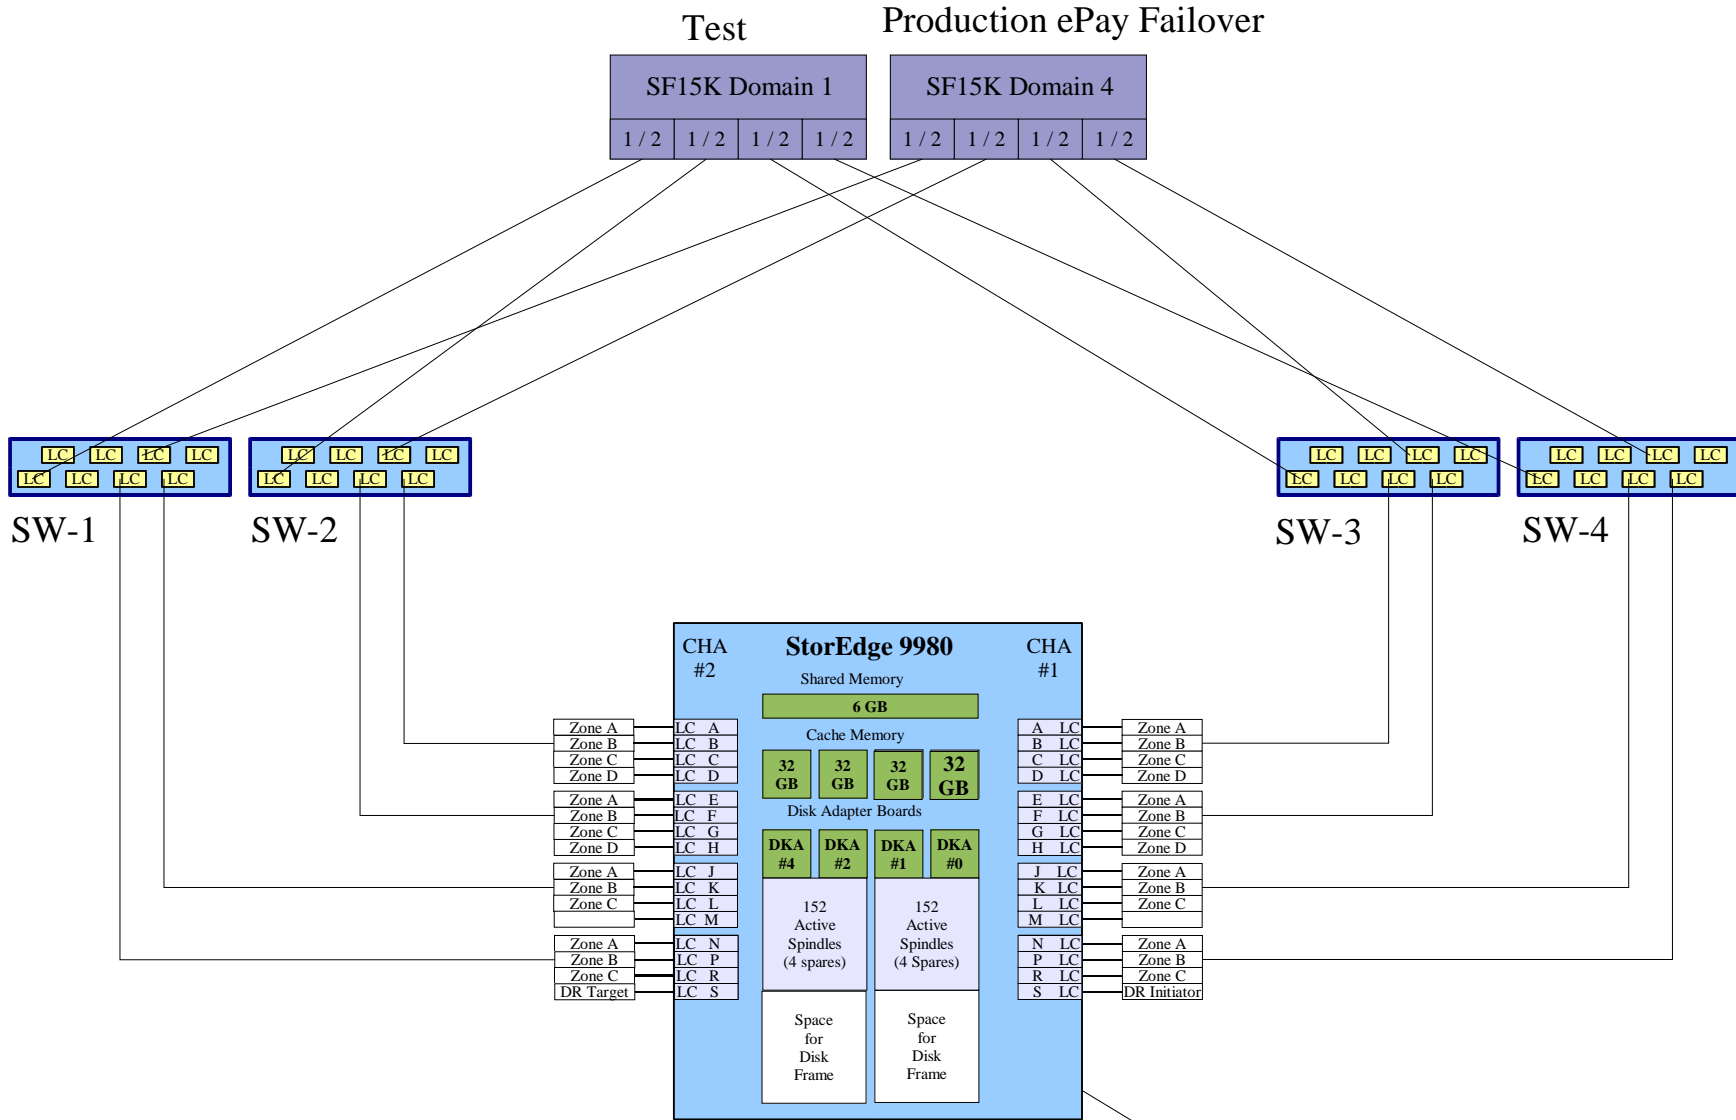 Test
Production ePay Failover
SF15K Domain 1
SF15K Domain 4
1 / 2 1 / 2 1 / 2 1 / 2
1 / 2 1 / 2 1 / 2 1 / 2
LC LC LC LC
LC LC LC LC
LC LC LC LC
LC LC LC LC
LC LC LC LC
LC LC LC LC
LC LC LC LC
LC LC LC LC
SW-1
SW-2
SW-3
SW-4
CHA
#2
StorEdge 9980
CHA
#1
Shared Memory
6 GB
Cache Memory
32
GB
32
GB
32
GB
32
GB
Disk Adapter Boards
DKA
#4
DKA
#2
DKA
#1
DKA
#0
152
Active
Spindles
(4 spares)
152
Active
Spindles
(4 Spares)
Space
for
Disk
Frame
Space
for
Disk
Frame
Zone A LC A
Zone B LC B
Zone C LC C
Zone D LC D
Zone A LC E
Zone B LC F
Zone C LC G
Zone D LC H
Zone A LC J
Zone B LC K
Zone C LC L
LC M
Zone A LC N
Zone B LC P
Zone C LC R
DR Target LC S
A LC Zone A
B LC Zone B
C LC Zone C
D LC Zone D
E LC Zone A
F LC Zone B
G LC Zone C
H LC Zone D
J LC Zone A
K LC Zone B
L LC Zone C
M LC
N LC Zone A
P LC Zone B
R LC Zone C
S LC DR Initiator